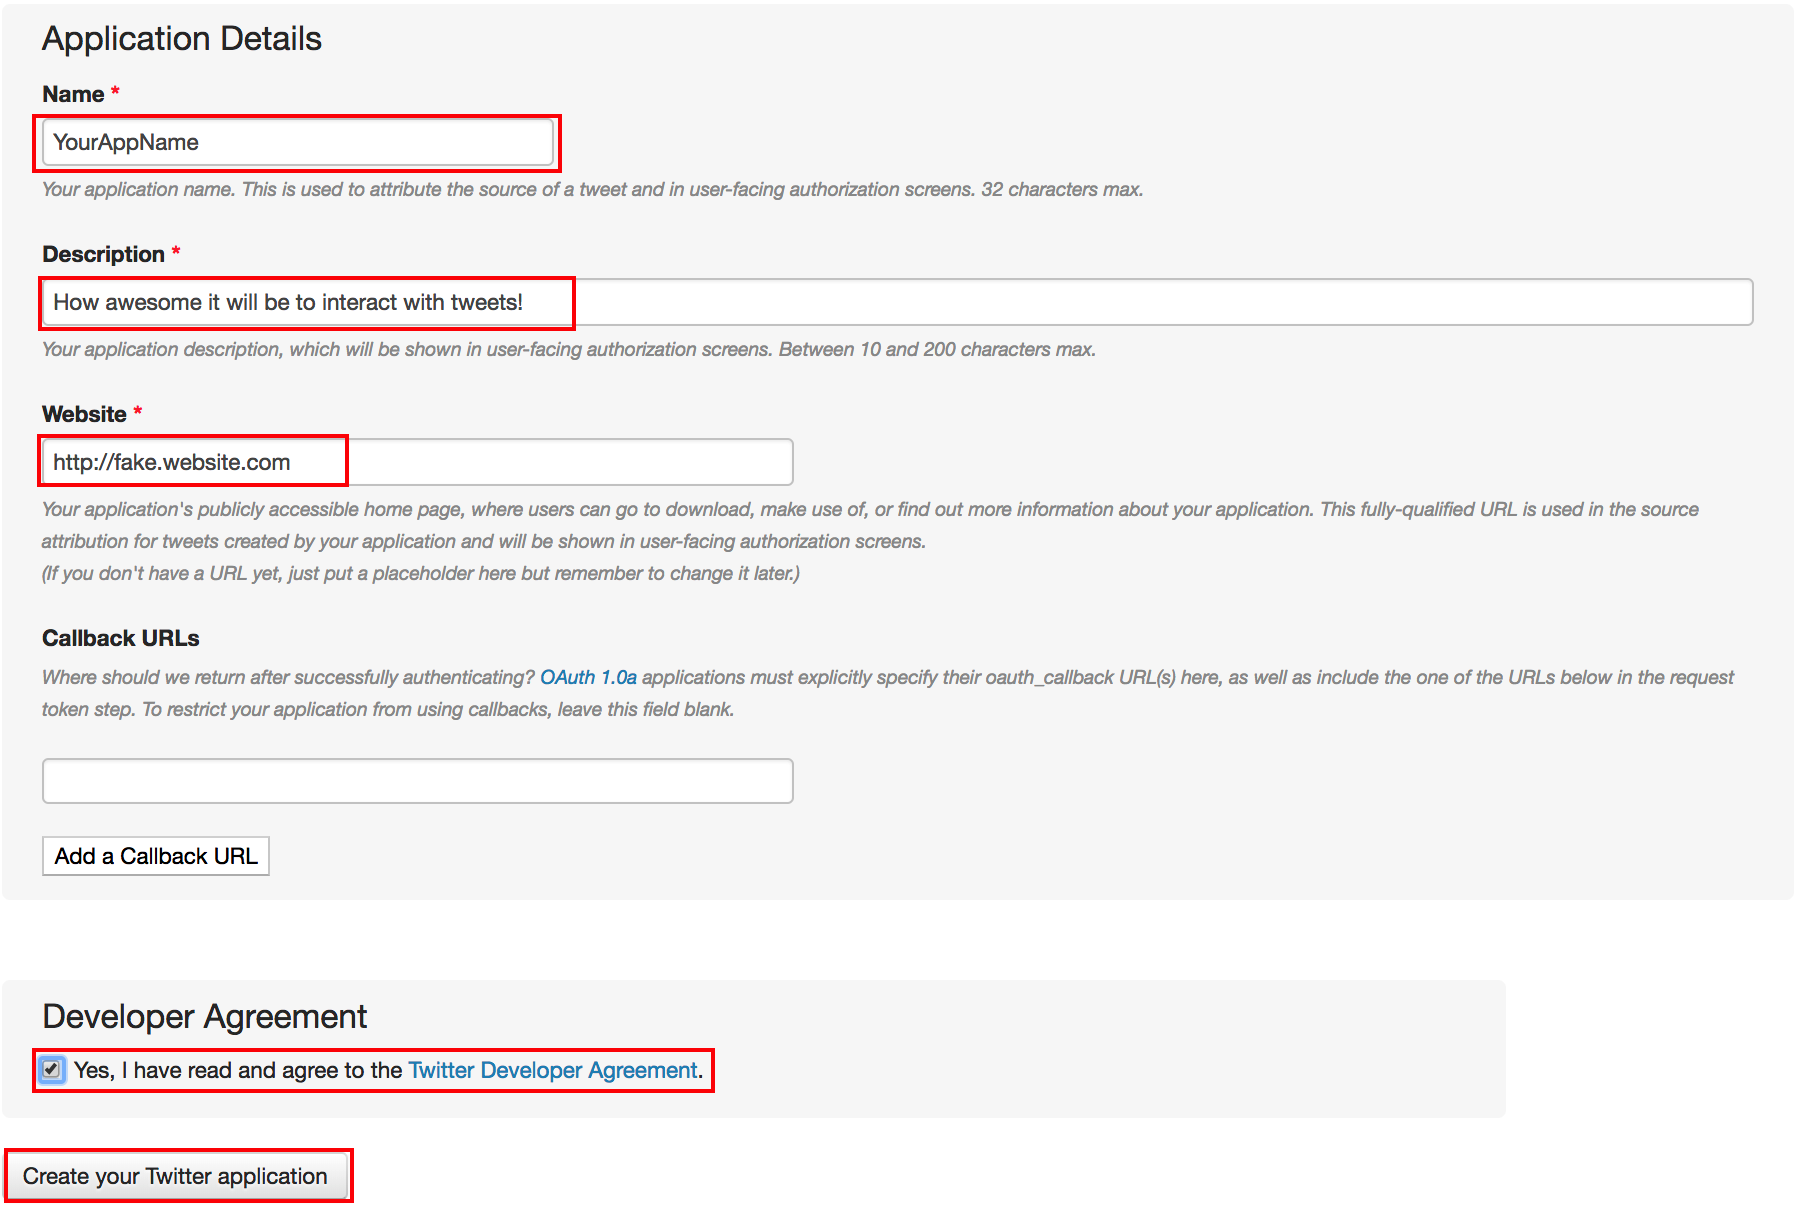 Application Details
Name *
YourAppName
Your application name. This is used to attribute the source of a tweet and in user-facing authorization screens. 32 characters max.
Description *
How awesome it will be to interact with tweets!
Your application description, which will be shown in user-facing authorization screens. Between 10 and 200 characters max.
Website *
http://fake.website.com
Your application's publicly accessible home page, where users can go to download, make use of, or find out more information about your application. This fully-qualified URL is used in the source
attribution for tweets created by your application and will be shown in user-facing authorization screens.
(If you don't have a URL yet, just put a placeholder here but remember to change it later.)
Callback URLs
Where should we return after successfully authenticating? OAuth 1.0a applications must explicitly specify their oauth_callback URL(s) here, as well as include the one of the URLs below in the request
token step. To restrict your application from using callbacks, leave this field blank.
Add a Callback URL
Developer Agreement
Yes, I have read and agree to the Twitter Developer Agreement.
Create your Twitter application